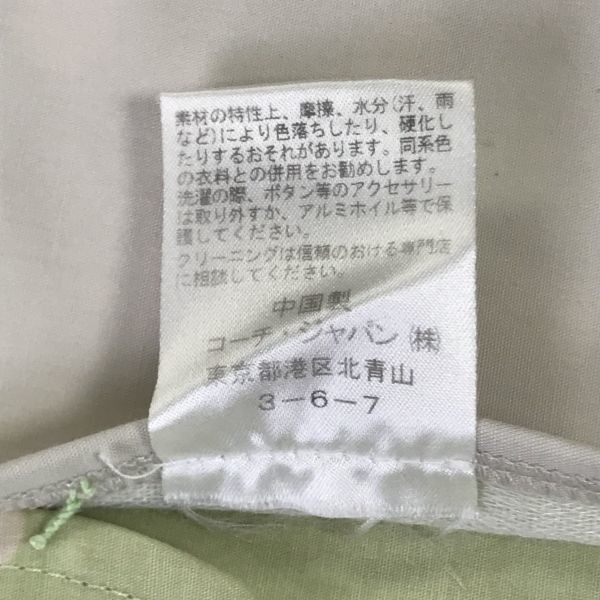 素材の特性上、摩擦、水分(汗、雨
など)により色落ちしたり、硬化し
たりするおそれがあります。同系色
の衣料との併用をお勧めします。
洗濯の際、ボタン等のアクセサリー
は取り外すか、アルミホイル等で保
護してください。
クリーニングは信頼のおける専門店
に相談してください。
中国製
コーチ・ジャパン(株)
東京都港区北青山
3-6-7